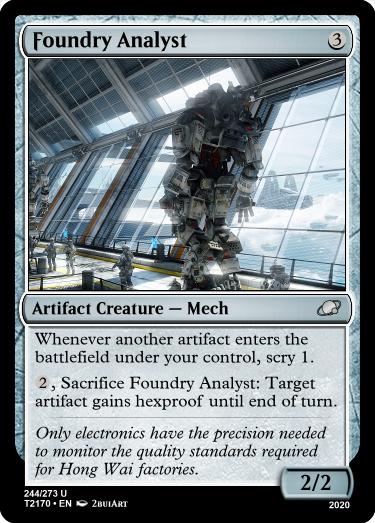 Foundry Analyst 3
Artifact Creature — Mech
Whenever another artifact enters the
battlefield under your control, scry 1.
2, Sacrifice Foundry Analyst: Target
artifact gains hexproof until end of turn.
Only electronics have the precision needed
to monitor the quality standards required
for Hong Wai factories.
2/2
244/273 U
T2170 • EN 2BUIART
2020